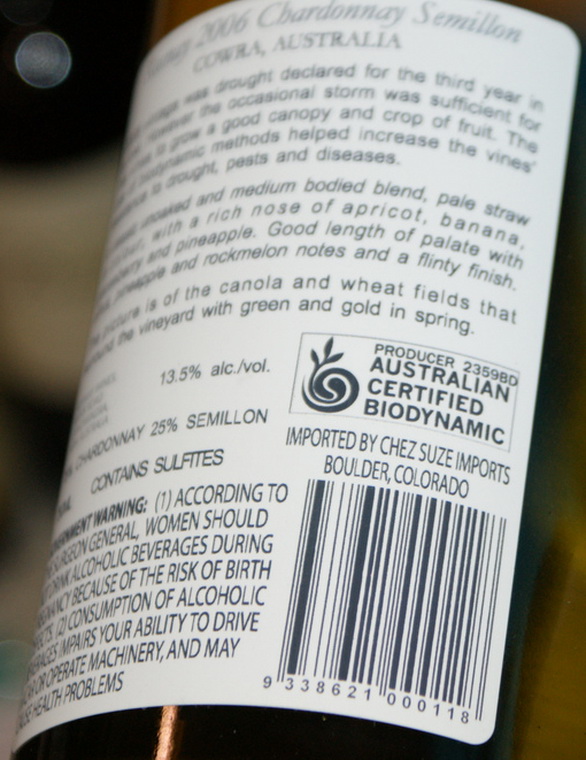 2006 Chardonnay Semillon
COWRA, AUSTRALIA
was drought declared for the third year in
the occasional storm was sufficient for
to grow a good canopy and crop of fruit. The
methods helped increase the vines'
to drought, pests and diseases.
and medium bodied blend, pale straw
with a rich nose of apricot, banana,
and pineapple. Good length of palate with
and rockmelon notes and a flinty finish.
is of the canola and wheat fields that
the vineyard with green and gold in spring.
13.5% alc./vol.
CHARDONNAY 25% SEMILLON
CONTAINS SULFITES
PRODUCER 2359BD
AUSTRALIAN
CERTIFIED
BIODYNAMIC
IMPORTED BY CHEZ SUZE IMPORTS
BOULDER, COLORADO
WARNING: (1) ACCORDING TO
GENERAL, WOMEN SHOULD
ALCOHOLIC BEVERAGES DURING
BECAUSE OF THE RISK OF BIRTH
(2) CONSUMPTION OF ALCOHOLIC
IMPAIRS YOUR ABILITY TO DRIVE
OR OPERATE MACHINERY, AND MAY
HEALTH PROBLEMS
9 338621 000118